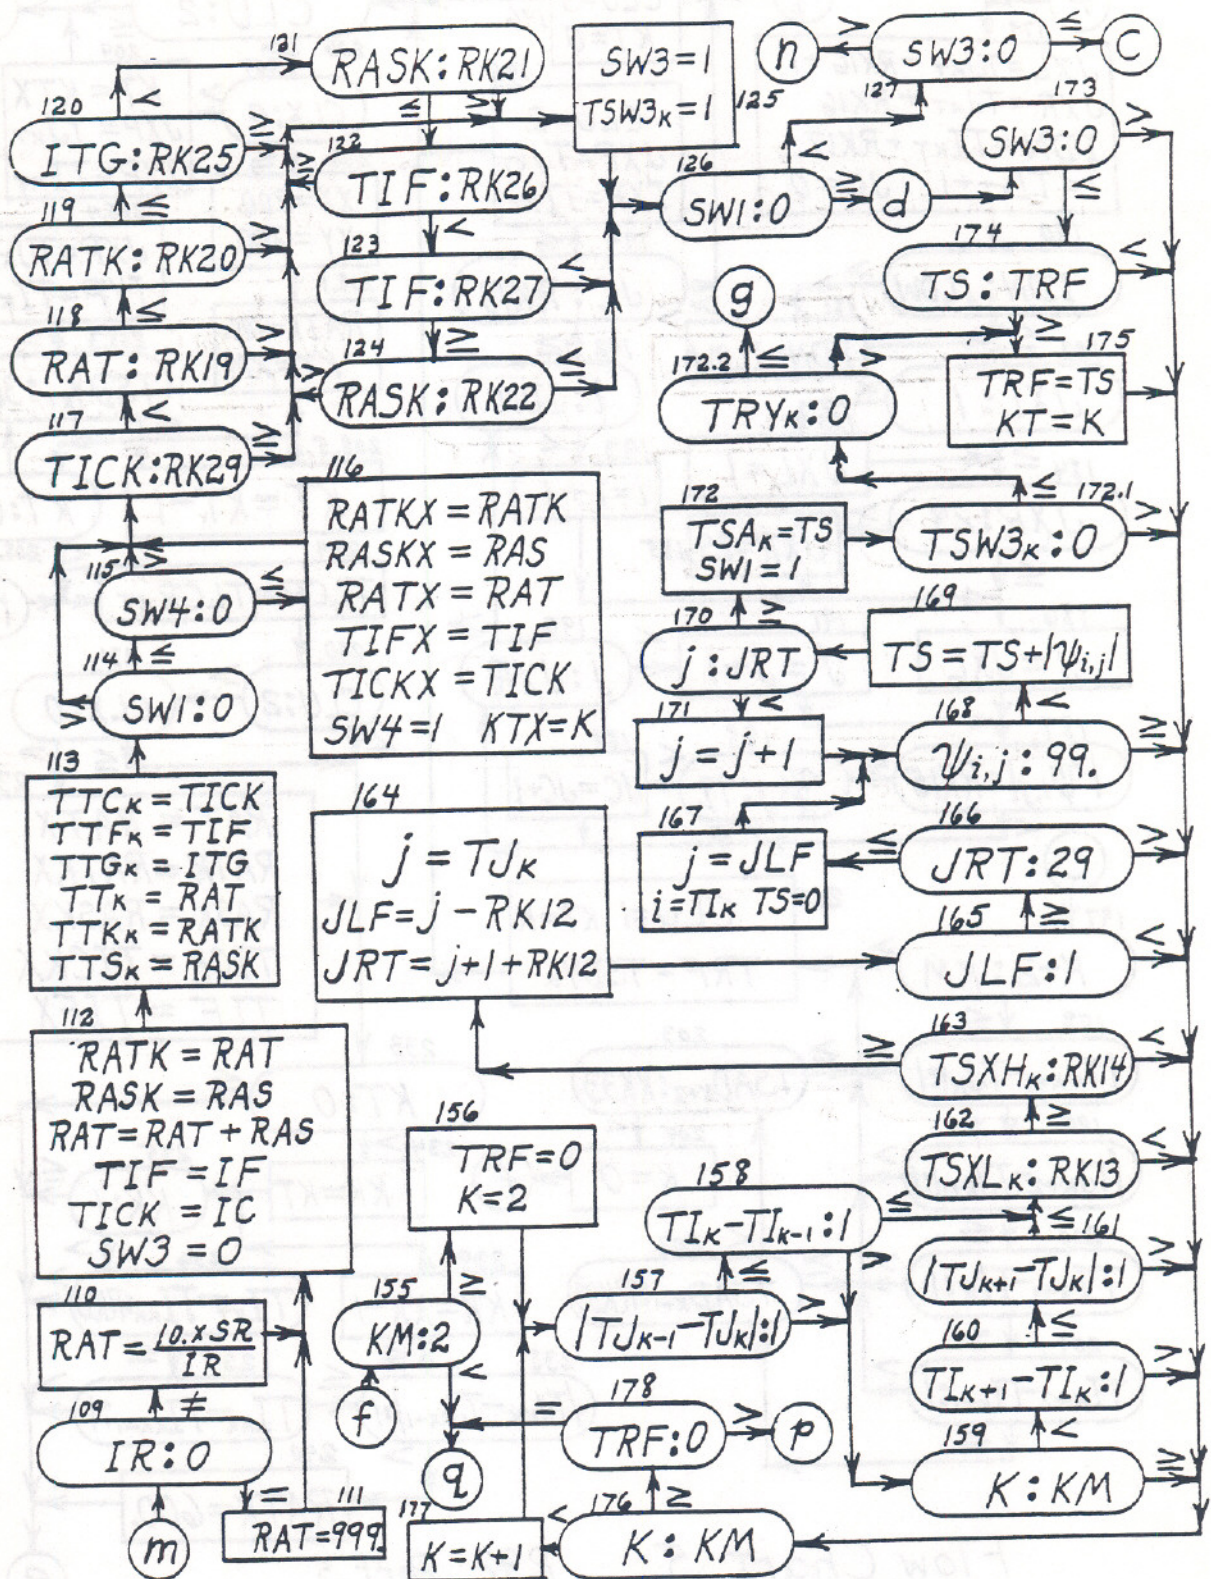 121
RASK:RK21
≤
>
<
120
ITG:RK25
≥
≤
119
RATK:RK20
>
≤
118
RAT:RK19
>
<
117
TICK:RK29
≥
122
TIF:RK26
≥
<
123
TIF:RK27
<
≥
124
RASK:RK22
>
≤
SW3=1
TSW3K=1
125
126
SW1:0
<
≥
d
n
>
SW3:0
≤
C
127
173
SW3:0
>
≤
174
TS:TRF
<
≥
175
TRF=TS
KT=K
g
≤
>
172.2
TRYK:0
≤
172.1
TSW3K:0
>
172
TSAK=TS
SW1=1
≥
170
j:JRT
<
169
TS=TS+|ψi,j|
<
171
j=j+1
168
ψi,j:99.
≥
167
j=JLF
i=TIK TS=0
166
JRT:29
≤
>
≥
165
JLF:1
<
163
TSXHK:RK14
≥
<
≥
162
TSXLK:RK13
<
≤
161
|TJK+1-TJK|:1
>
≤
160
TIK+1-TIK:1
>
<
159
K:KM
≥
116
RATKX=RATK
RASKX=RAS
RATX=RAT
TIFX=TIF
TICKX=TICK
SW4=1 KTX=K
115
>
SW4:0
≤
114
≤
SW1:0
>
113
TTCK=TICK
TTFK=TIF
TTGK=ITG
TTK=RAT
TTKK=RATK
TTSK=RASK
164
j=TJK
JLF=j-RK12
JRT=j+1+RK12
112
RATK=RAT
RASK=RAS
RAT=RAT+RAS
TIF=IF
TICK=IC
SW3=0
110
RAT=10.×SR
IR
≠
109
IR:0
=
m
111
RAT=999.
156
TRF=0
K=2
≥
155
KM:2
<
f
q
158
TIK-TIK-1:1
≤
>
≤
157
|TJK-1-TJK|:1
>
178
TRF:0
=
≥
p
≥
177
K=K+1
<
176
K:KM